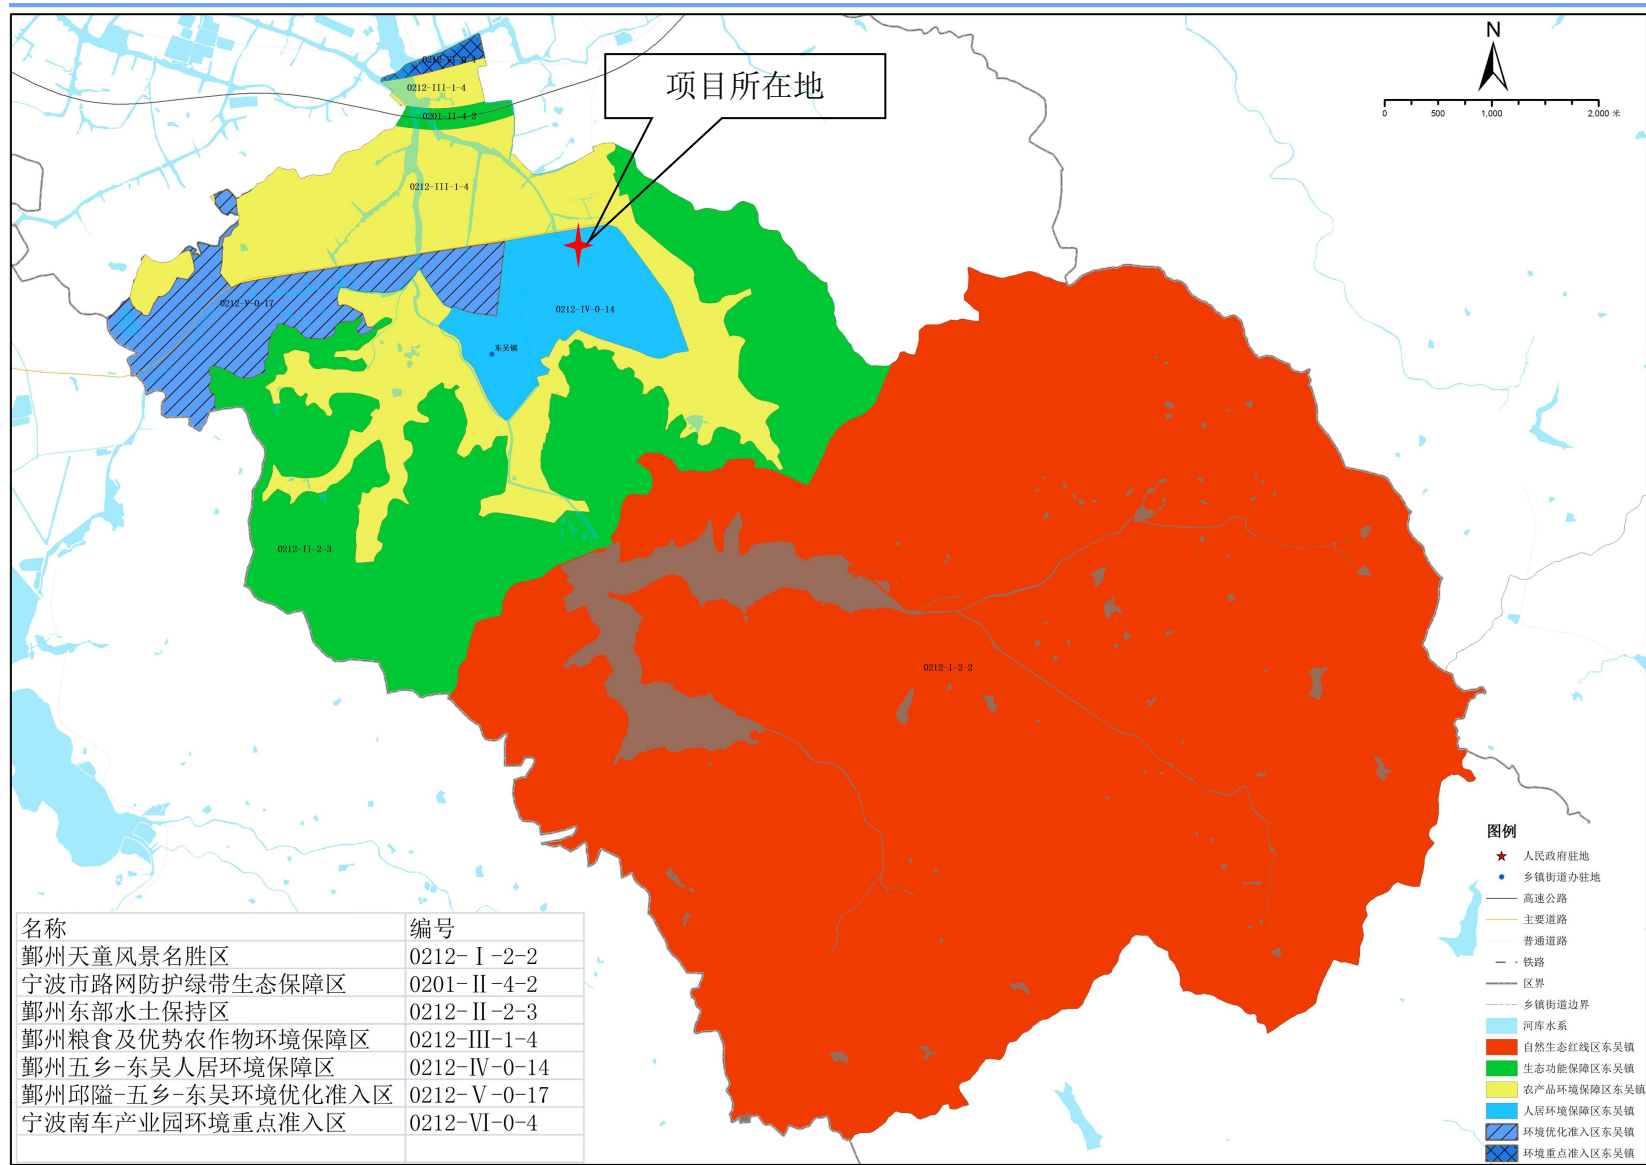 N
0 500 1,000 2,000 米
项目所在地
0212-VI-0-4
0212-III-1-4
0201-II-4-2
0212-III-1-4
0212-V-0-17
0212-IV-0-14
东吴镇
0212-II-2-3
0212-I-2-2
名称 编号
鄞州天童风景名胜区 0212-Ⅰ-2-2
宁波市路网防护绿带生态保障区 0201-Ⅱ-4-2
鄞州东部水土保持区 0212-Ⅱ-2-3
鄞州粮食及优势农作物环境保障区 0212-Ⅲ-1-4
鄞州五乡-东吴人居环境保障区 0212-Ⅳ-0-14
鄞州邱隘-五乡-东吴环境优化准入区 0212-Ⅴ-0-17
宁波南车产业园环境重点准入区 0212-Ⅵ-0-4
图例
人民政府驻地
乡镇街道办驻地
高速公路
主要道路
普通道路
铁路
区界
乡镇街道边界
河库水系
自然生态红线区东吴镇
生态功能保障区东吴镇
农产品环境保障区东吴镇
人居环境保障区东吴镇
环境优化准入区东吴镇
环境重点准入区东吴镇